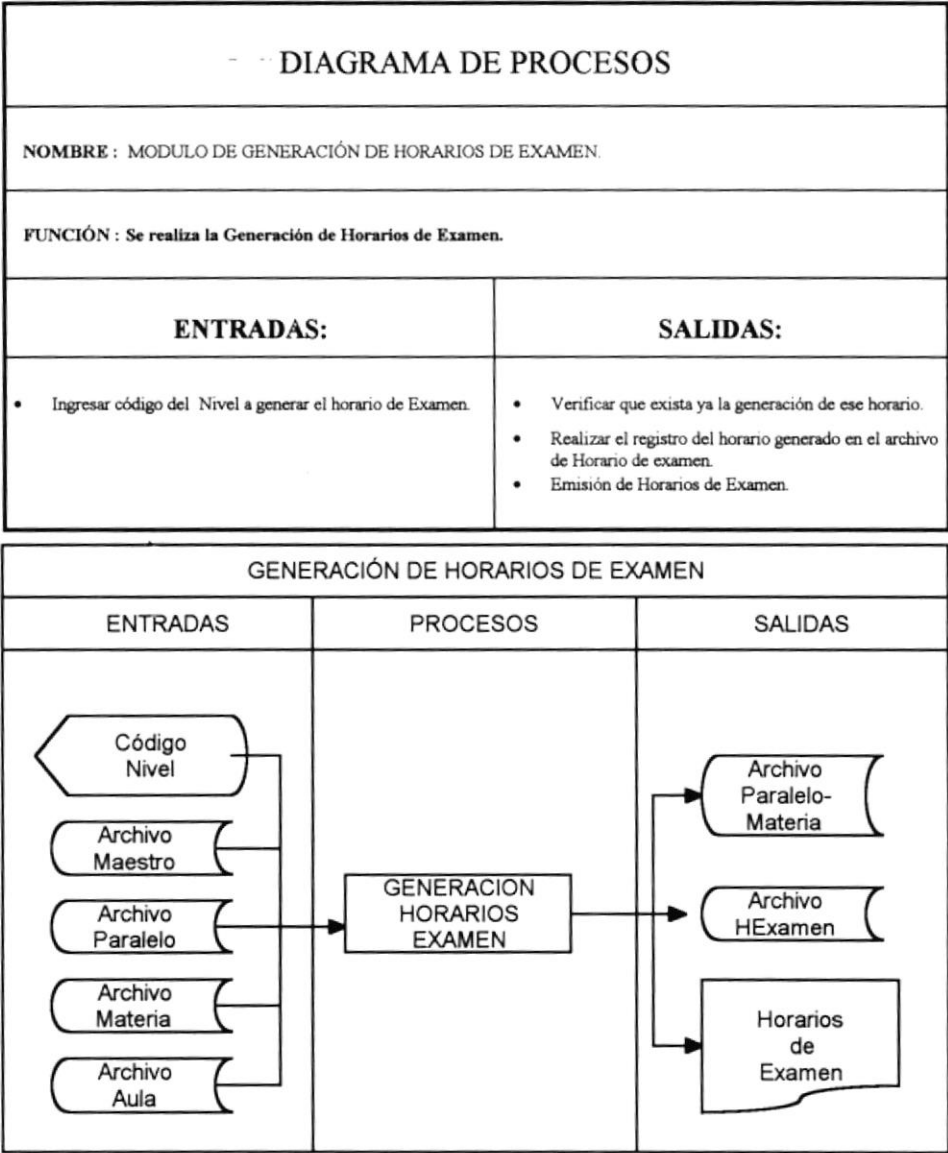 DIAGRAMA DE PROCESOS
NOMBRE : MODULO DE GENERACIÓN DE HORARIOS DE EXAMEN.
FUNCIÓN : Se realiza la Generación de Horarios de Examen.
ENTRADAS:
SALIDAS:
• Ingresar código del Nivel a generar el horario de Examen.
• Verificar que exista ya la generación de ese horario.
• Realizar el registro del horario generado en el archivo
de Horario de examen.
• Emisión de Horarios de Examen.
GENERACIÓN DE HORARIOS DE EXAMEN
ENTRADAS
PROCESOS
SALIDAS
Código
Nivel
Archivo
Maestro
Archivo
Paralelo
Archivo
Materia
Archivo
Aula
GENERACION
HORARIOS
EXAMEN
Archivo
Paralelo-
Materia
Archivo
HExamen
Horarios
de
Examen